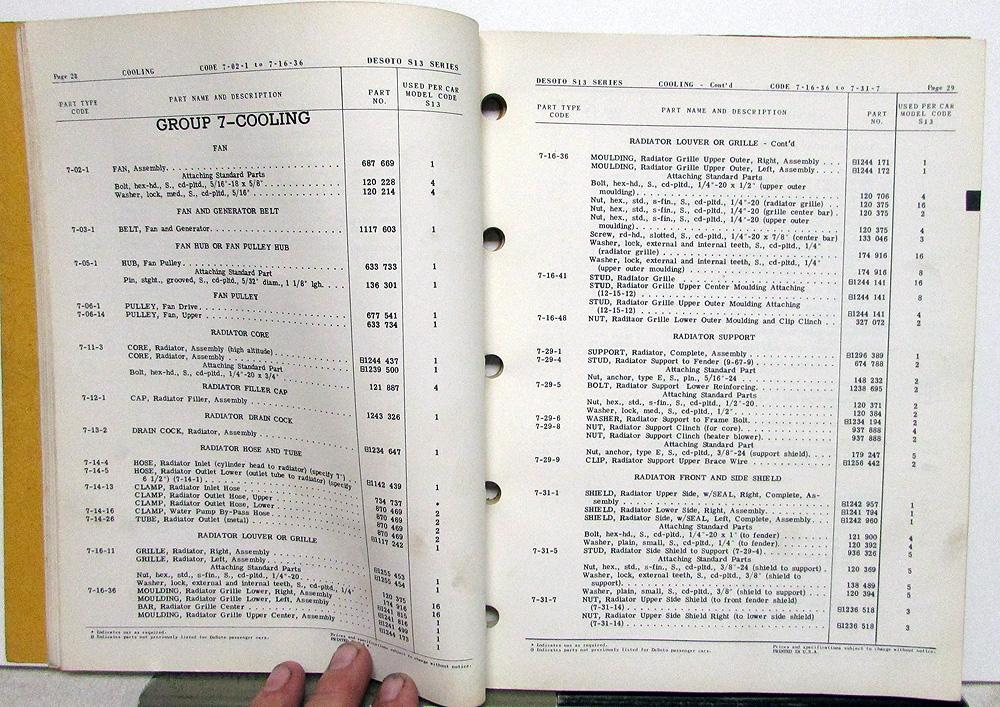 Page 28 COOLING CODE 7-02-1 to 7-16-36 DESOTO S13 SERIES
PART TYPE CODE PART NAME AND DESCRIPTION PART NO. USED PER CAR MODEL CODE S13
GROUP 7-COOLING
FAN
7-02-1 FAN, Assembly 687 669 1
Attaching Standard Parts
Bolt, hex-hd., S., cd-pltd., 5/16"-18 x 5/8" 120 228 4
Washer, lock, med., S., cd-pltd., 5/16" 120 214 4
FAN AND GENERATOR BELT
7-03-1 BELT, Fan and Generator 1117 603 1
FAN HUB OR FAN PULLEY HUB
7-05-1 HUB, Fan Pulley 633 733 1
Attaching Standard Part
Pin, stght., grooved, S., cd-pltd., 5/32" diam., 1 1/8" lgh. 136 301 1
FAN PULLEY
7-06-1 PULLEY, Fan Drive 677 541 1
7-06-14 PULLEY, Fan, Upper 633 734 1
RADIATOR CORE
7-11-3 CORE, Radiator, Assembly (high altitude) 1244 437 1
CORE, Radiator, Assembly 1239 500 1
Attaching Standard Part
Bolt, hex-hd., S., cd-pltd., 1/4"-20 x 3/4" 121 887 4
RADIATOR FILLER CAP
7-12-1 CAP, Radiator Filler, Assembly 1243 326 1
RADIATOR DRAIN COCK
7-13-2 DRAIN COCK, Radiator, Assembly 1234 647 1
RADIATOR HOSE AND TUBE
7-14-4 HOSE, Radiator Inlet (cylinder head to radiator) (specify 7")
7-14-5 HOSE, Radiator Outlet Lower (outlet tube to radiator) (specify
6 1/2") (7-14-1) 1142 439 1
7-14-13 CLAMP, Radiator Inlet Hose 734 737 *
CLAMP, Radiator Outlet Hose, Upper 870 469 2
CLAMP, Radiator Outlet Hose, Lower 870 469 2
7-14-16 CLAMP, Water Pump By-Pass Hose 870 469 2
7-14-26 TUBE, Radiator Outlet (metal) 1117 242 1
RADIATOR LOUVER OR GRILLE
7-16-11 GRILLE, Radiator, Right, Assembly 1255 453 1
GRILLE, Radiator, Left, Assembly 1255 454 1
Attaching Standard Parts
Nut, hex., std., s-fin., S., cd-pltd., 1/4"-20 120 375 16
Washer, lock, external and internal teeth, S., cd-pltd., 1/4" 174 916 16
7-16-36 MOULDING, Radiator Grille Lower, Right, Assembly
MOULDING, Radiator Grille Lower, Left, Assembly
BAR, Radiator Grille Center
MOULDING, Radiator Grille Upper Center, Assembly
* Indicates use as required.
@ Indicates parts not previously listed for DeSoto passenger cars.
Prices and specifications subject to change without notice.
PRINTED IN U.S.A.
DESOTO S13 SERIES COOLING - Cont'd CODE 7-16-36 to 7-31-7 Page 29
PART TYPE CODE PART NAME AND DESCRIPTION PART NO. USED PER CAR MODEL CODE S13
RADIATOR LOUVER OR GRILLE - Cont'd
7-16-36 MOULDING, Radiator Grille Upper Outer, Right, Assembly @1244 171 1
MOULDING, Radiator Grille Upper Outer, Left, Assembly @1244 172 1
Attaching Standard Parts
Bolt, hex-hd., S., cd-pltd., 1/4"-20 x 1/2" (upper outer
moulding) 120 706 4
Nut, hex., std., s-fin., S., cd-pltd., 1/4"-20 (radiator grille) 120 375 16
Nut, hex., std., s-fin., S., cd-pltd., 1/4"-20 (grille center bar) 120 375 2
Nut, hex., std., s-fin., S., cd-pltd., 1/4"-20 (upper outer
moulding) 120 375 4
Screw, rd-hd., slotted, S., cd-pltd., 1/4"-20 x 7/8" (center bar) 133 046 3
Washer, lock, external and internal teeth, S., cd-pltd., 1/4"
(radiator grille) 174 916 16
Washer, lock, external and internal teeth, S., cd-pltd., 1/4"
(upper outer moulding) 174 916 8
7-16-41 STUD, Radiator Grille @1244 141 16
STUD, Radiator Grille Upper Center Moulding Attaching
(12-15-12) @1244 141 8
STUD, Radiator Grille Upper Outer Moulding Attaching
(12-15-12) @1244 141 4
7-16-48 NUT, Raditaor Grille Lower Outer Moulding and Clip Clinch 327 072 2
RADIATOR SUPPORT
7-29-1 SUPPORT, Radiator, Complete, Assembly @1296 389 1
7-29-4 STUD, Radiator Support to Fender (9-67-9) 674 788 2
Attaching Standard Part
Nut, anchor, type E, S., pln., 5/16"-24 148 232 2
7-29-5 BOLT, Radiator Support Lower Reinforcing 1238 695 2
Attaching Standard Parts
Nut, hex., std., s-fin., S., cd-pltd., 1/2"-20 120 371 2
Washer, lock, med., S., cd-pltd., 1/2" 120 384 2
7-29-6 WASHER, Radiator Support to Frame Bolt @1234 194 2
7-29-8 NUT, Radiator Support Clinch (for core) 937 888 4
NUT, Radiator Support Clinch (heater blower) 937 888 2
Attaching Standard Part
Nut, anchor, type E, S., cd-pltd., 3/8"-24 (support shield) 179 247 5
7-29-9 CLIP, Radiator Support Upper Brace Wire @1256 442 2
RADIATOR FRONT AND SIDE SHIELD
7-31-1 SHIELD, Radiator Upper Side, w/SEAL, Right, Complete, As-
sembly @1242 957 1
SHIELD, Radiator Lower Side, Right, Assembly @1241 794 1
SHIELD, Radiator Side, w/SEAL, Left, Complete, Assembly @1242 960 1
Attaching Standard Parts
Bolt, hex-hd., S., cd-pltd., 1/4"-20 x 1" (to fender) 121 900 4
Washer, plain, small, S., cd-pltd., 1/4" (to fender) 120 392 4
7-31-5 STUD, Radiator Side Shield to Support (7-29-4) 936 326 5
Attaching Standard Parts
Nut, hex., std., s-fin., S., cd-pltd., 3/8"-24 (shield to support) 120 369 5
Washer, lock, external teeth, S., cd-pltd., 3/8" (shield to
support) 138 489 5
Washer, plain, small, S., cd-pltd., 3/8" (shield to support) 120 394 5
7-31-7 NUT, Radiator Upper Side Shield (to front fender shield)
(7-31-14) @1236 518 3
NUT, Radiator Upper Side Shield Right (to lower side shield)
(7-31-14) @1236 518 3
* Indicates use as required.
@ Indicates parts not previously listed for DeSoto passenger cars.
Prices and specifications subject to change without notice.
PRINTED IN U.S.A.